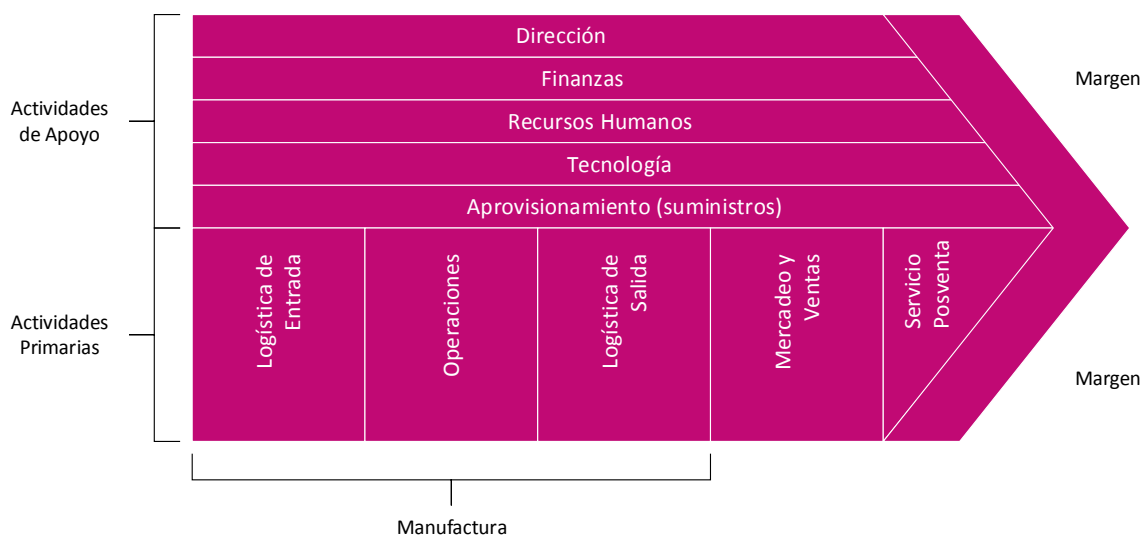 Dirección
Finanzas
Recursos Humanos
Tecnología
Aprovisionamiento (suministros)
Actividades
de Apoyo
Margen
Logística de
Entrada
Operaciones
Logística de
Salida
Mercadeo y
Ventas
Servicio
Posventa
Actividades
Primarias
Margen
Manufactura